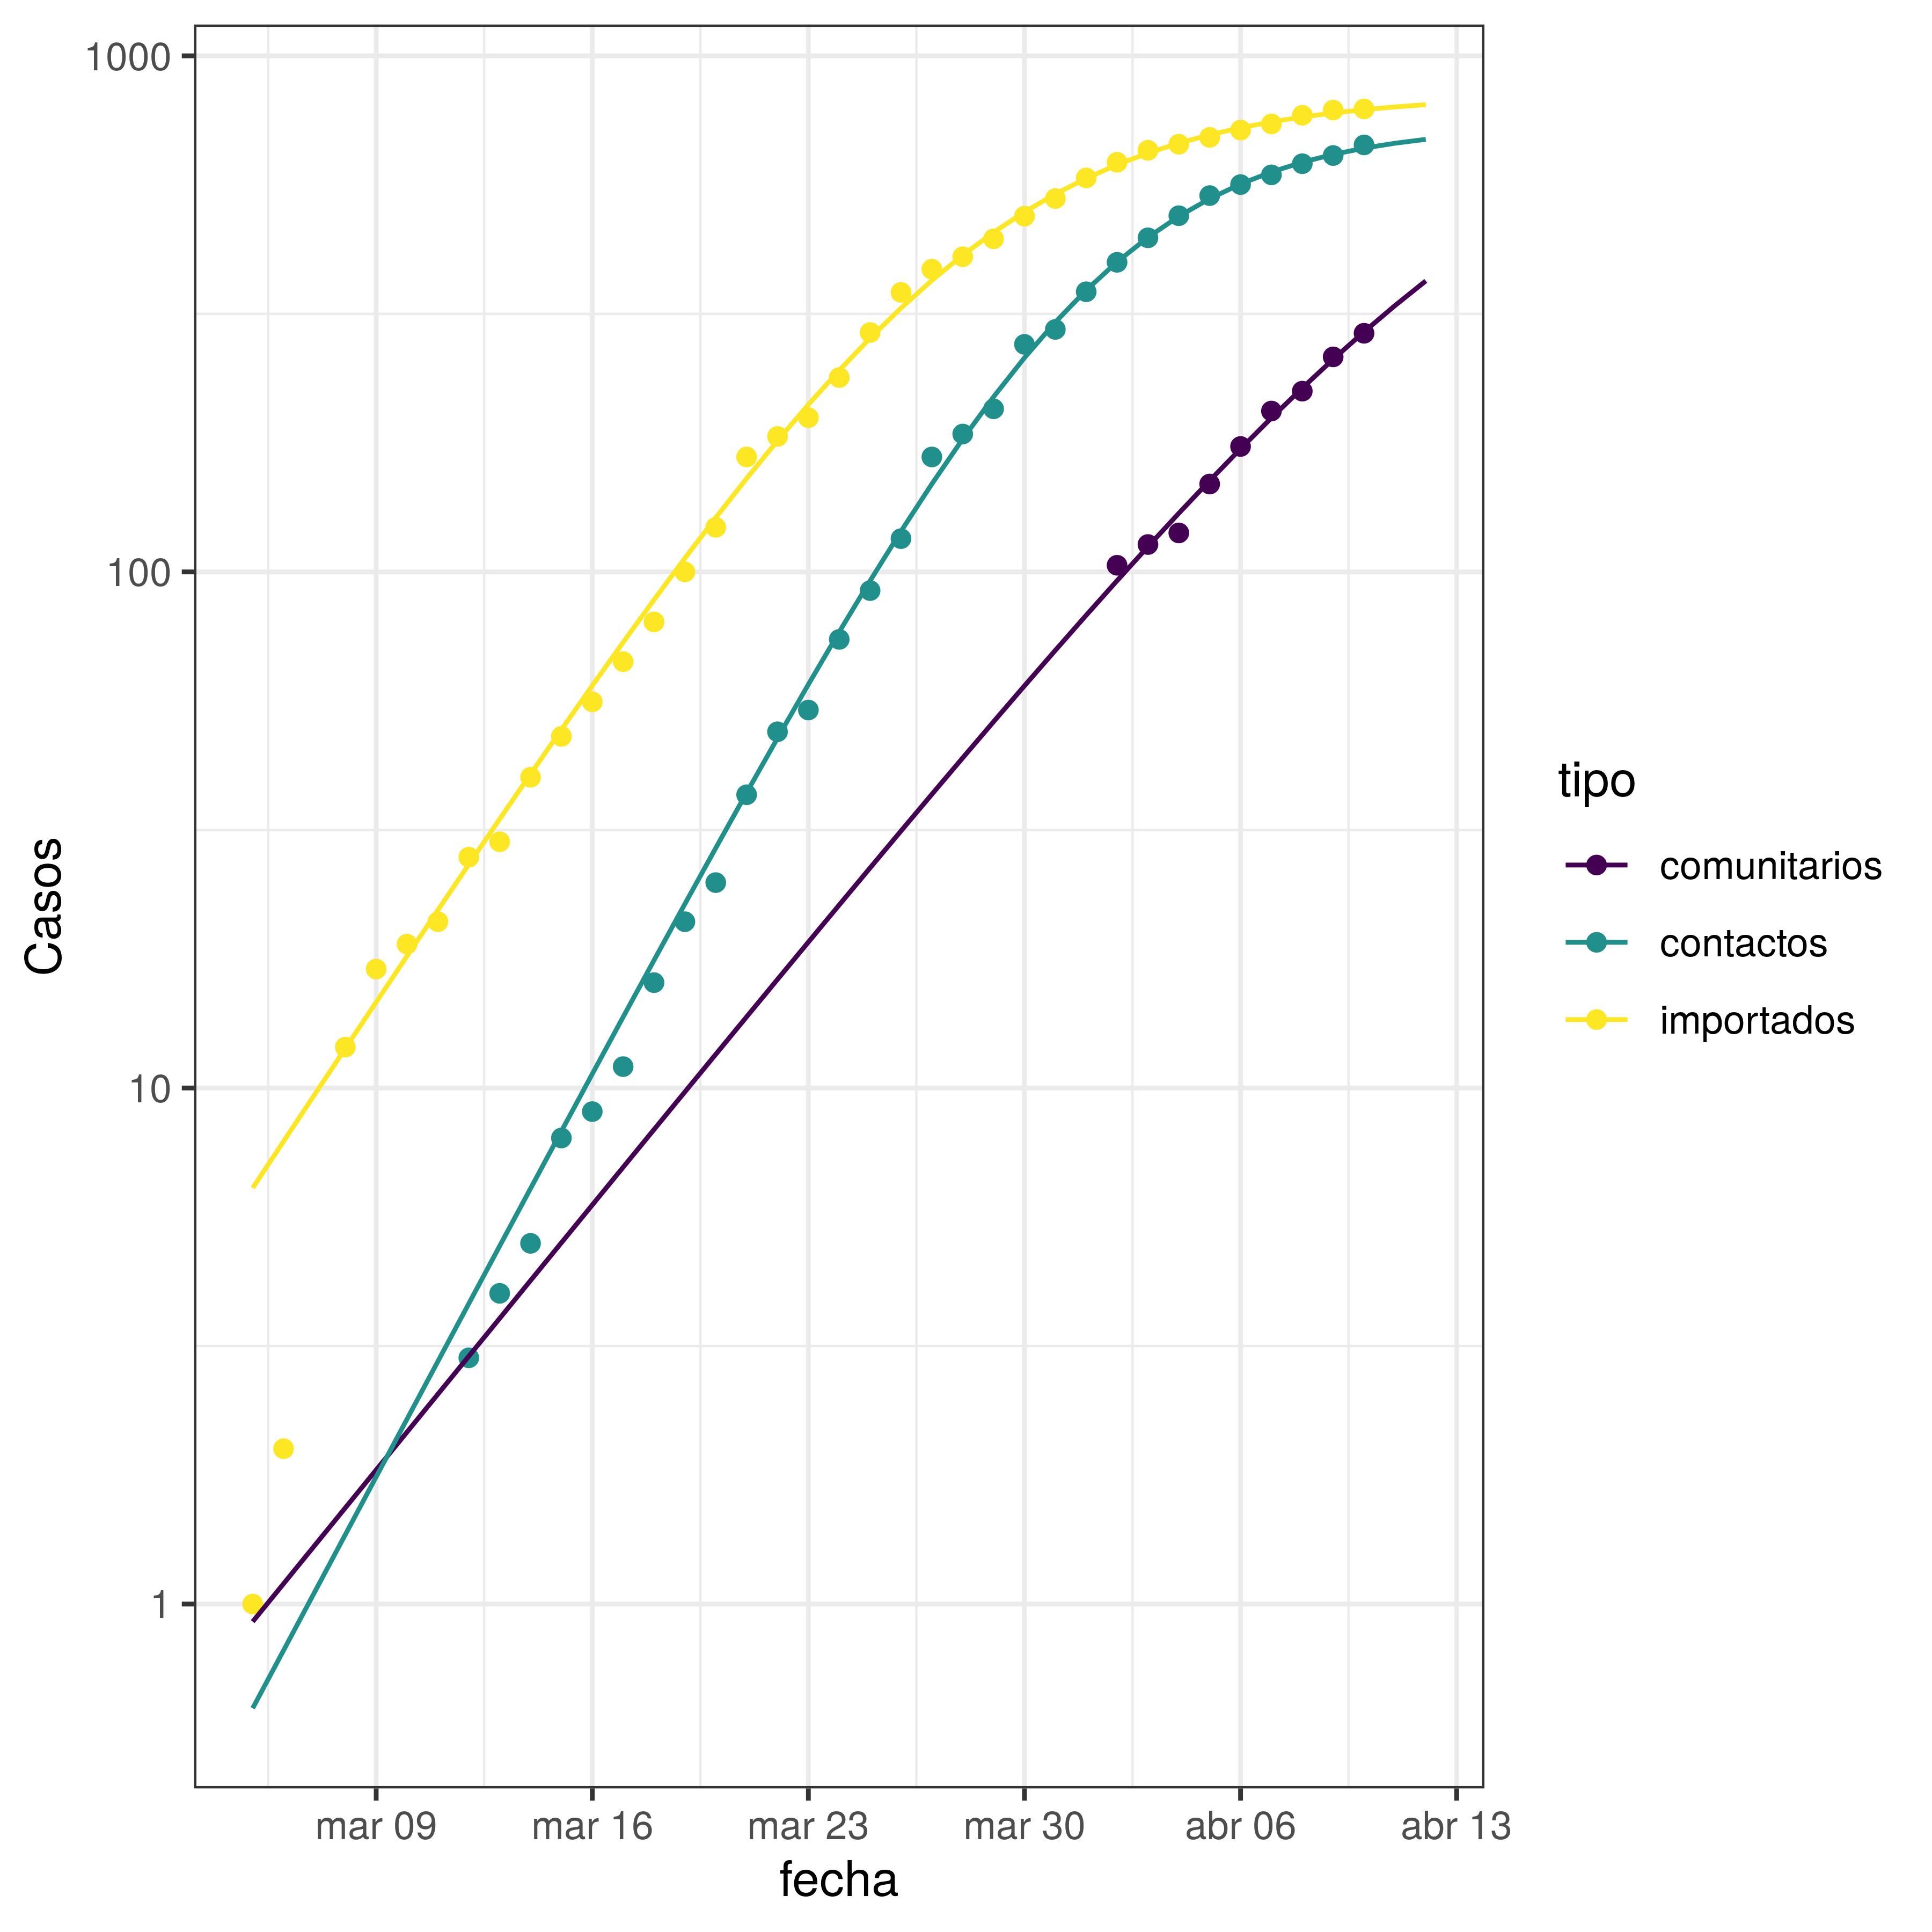 1000
100
10
1
Casos
mar 09
mar 16
mar 23
mar 30
abr 06
abr 13
fecha
tipo
comunitarios
contactos
importados